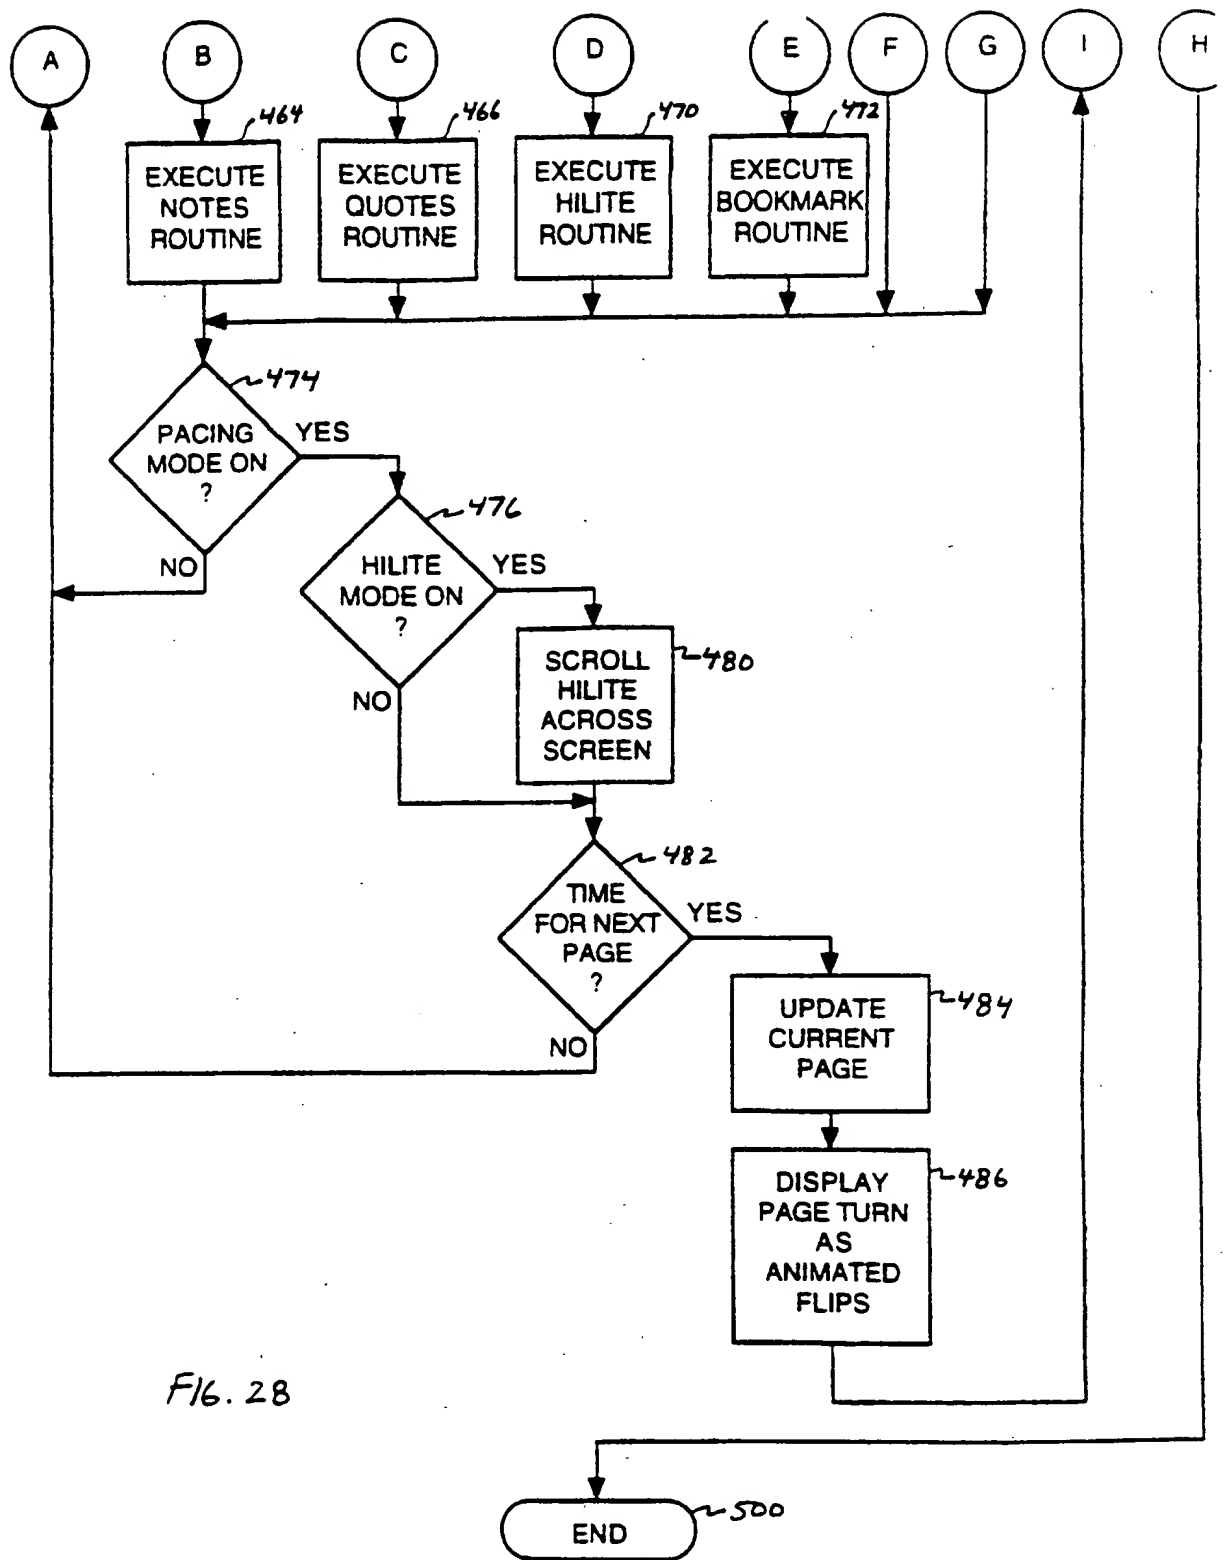 A B C D E F G I H
464 466 470 472
EXECUTE
NOTES
ROUTINE
EXECUTE
QUOTES
ROUTINE
EXECUTE
HILITE
ROUTINE
EXECUTE
BOOKMARK
ROUTINE
474
PACING
MODE ON
?
YES
NO
476
HILITE
MODE ON
?
YES
NO
480
SCROLL
HILITE
ACROSS
SCREEN
482
TIME
FOR NEXT
PAGE
?
YES
NO
484
UPDATE
CURRENT
PAGE
486
DISPLAY
PAGE TURN
AS
ANIMATED
FLIPS
FIG. 28
500
END